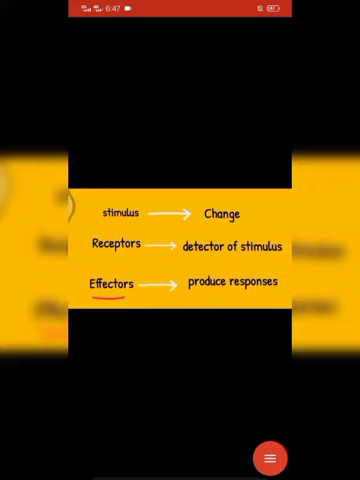 6:47
stimulus → Change
Receptors → detector of stimulus
Effectors → produce responses